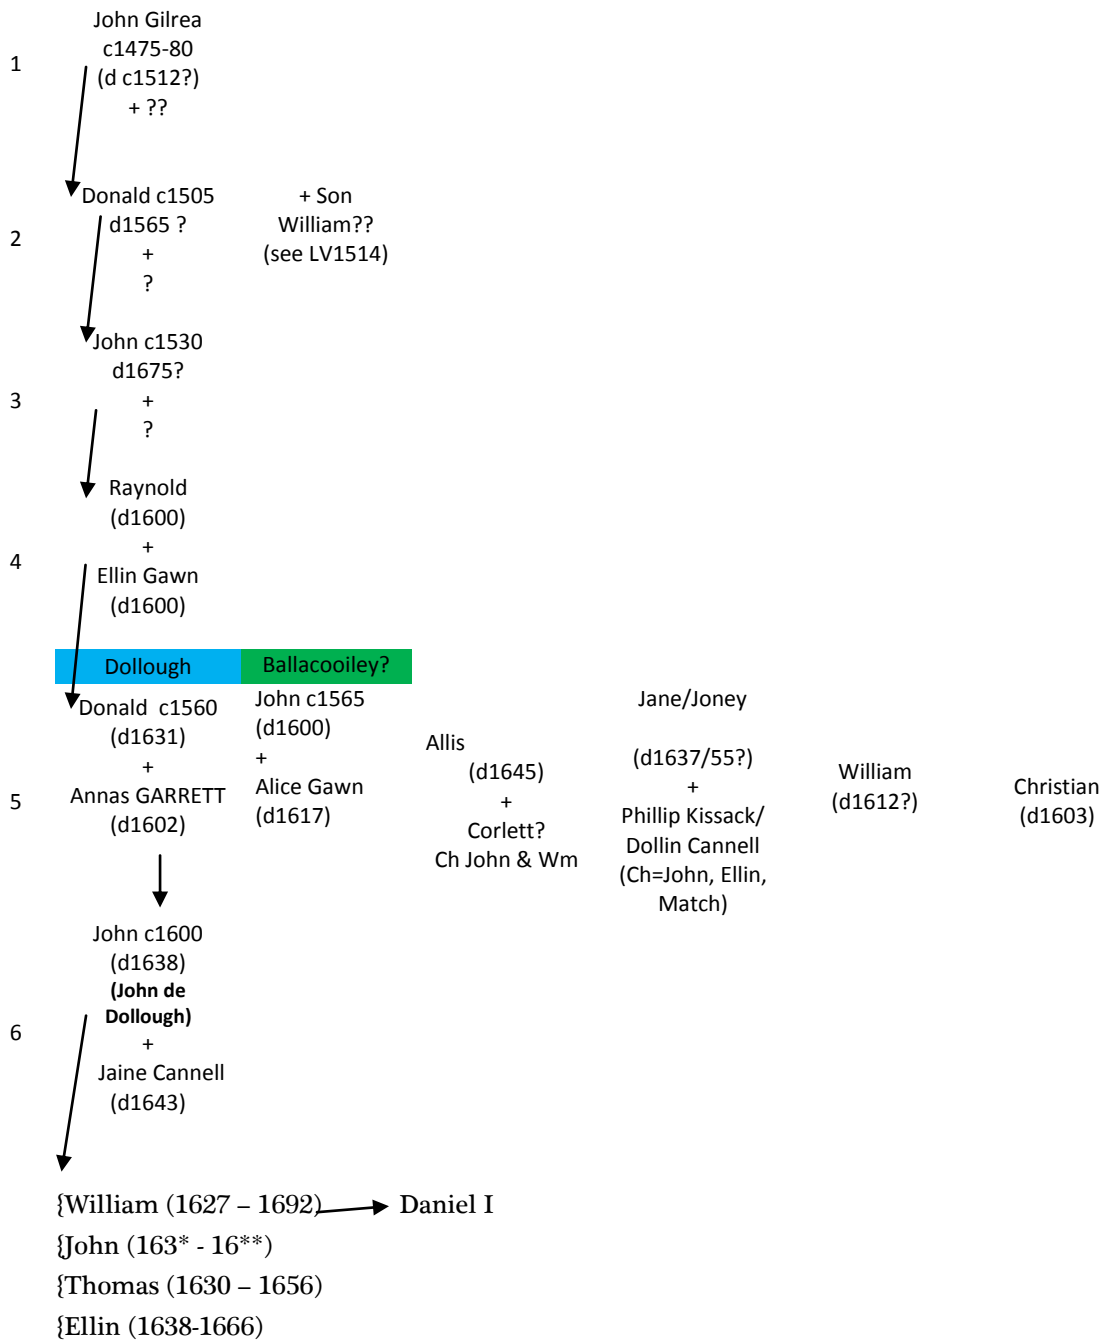 John Gilrea
c1475-80
1
(d c1512?)
+ ??
Donald c1505
d1565 ?
+
?
2
+ Son
William??
(see LV1514)
John c1530
d1675?
3
+
?
Raynold
(d1600)
+
4
Ellin Gawn
(d1600)
Dollough
Ballacooiley?
5
Donald c1560
(d1631)
+
Annas GARRETT
(d1602)
John c1565
(d1600)
+
Alice Gawn
(d1617)
Allis
(d1645)
+
Corlett?
Ch John & Wm
Jane/Joney
(d1637/55?)
+
Phillip Kissack/
Dollin Cannell
(Ch=John, Ellin,
Match)
William
(d1612?)
Christian
(d1603)
John c1600
(d1638)
(John de
Dollough)
6
+
Jaine Cannell
(d1643)
{William (1627 – 1692) Daniel I
{John (163* - 16**)
{Thomas (1630 – 1656)
{Ellin (1638-1666)